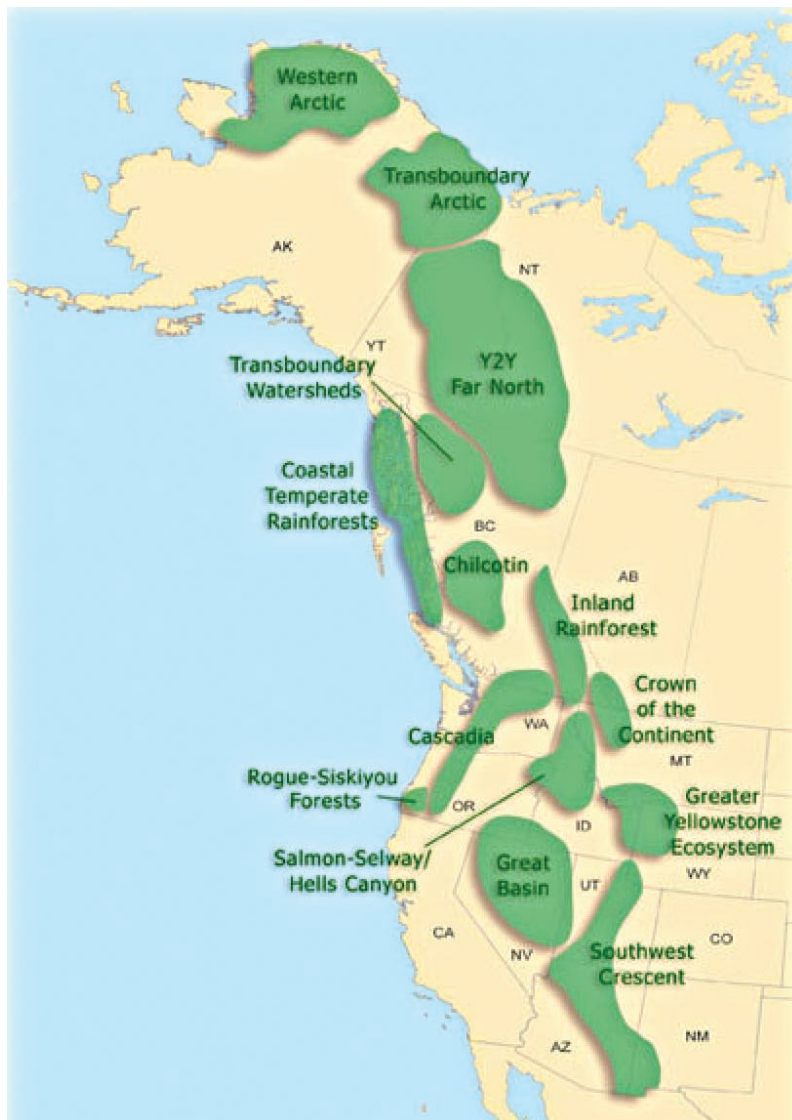 Western
Arctic
Transboundary
Arctic
AK
NT
YT
Y2Y
Far North
Transboundary
Watersheds
Coastal
Temperate
Rainforests
BC
Chilcotin
AB
Inland
Rainforest
Crown
of the
Continent
WA
Cascadia
MT
Rogue-Siskiyou
Forests
OR
Greater
Yellowstone
Ecosystem
ID
Salmon-Selway/
Hells Canyon
Great
Basin
UT
WY
CA
NV
CO
Southwest
Crescent
AZ
NM